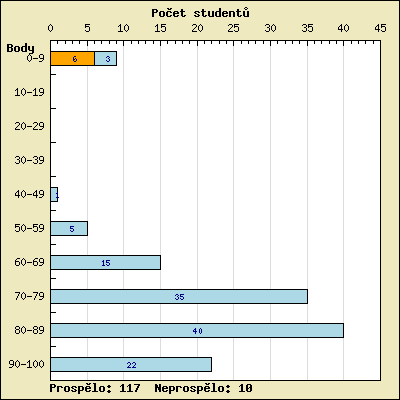 Počet studentů
0 5 10 15 20 25 30 35 40 45
Body
0-9 6 3
10-19
20-29
30-39
40-49 1
50-59 5
60-69 15
70-79 35
80-89 40
90-100 22
Prospělo: 117 Neprospělo: 10